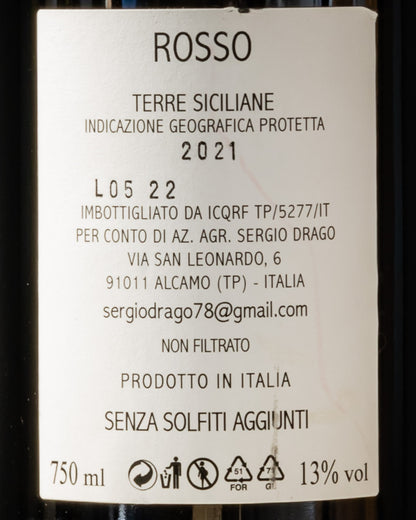 ROSSO
TERRE SICILIANE
INDICAZIONE GEOGRAFICA PROTETTA
2021
L05 22
IMBOTTIGLIATO DA ICQRF TP/5277/IT
PER CONTO DI AZ. AGR. SERGIO DRAGO
VIA SAN LEONARDO, 6
91011 ALCAMO (TP) - ITALIA
sergiodrago78@gmail.com
NON FILTRATO
PRODOTTO IN ITALIA
SENZA SOLFITI AGGIUNTI
750 ml 51 FOR 71 13% vol